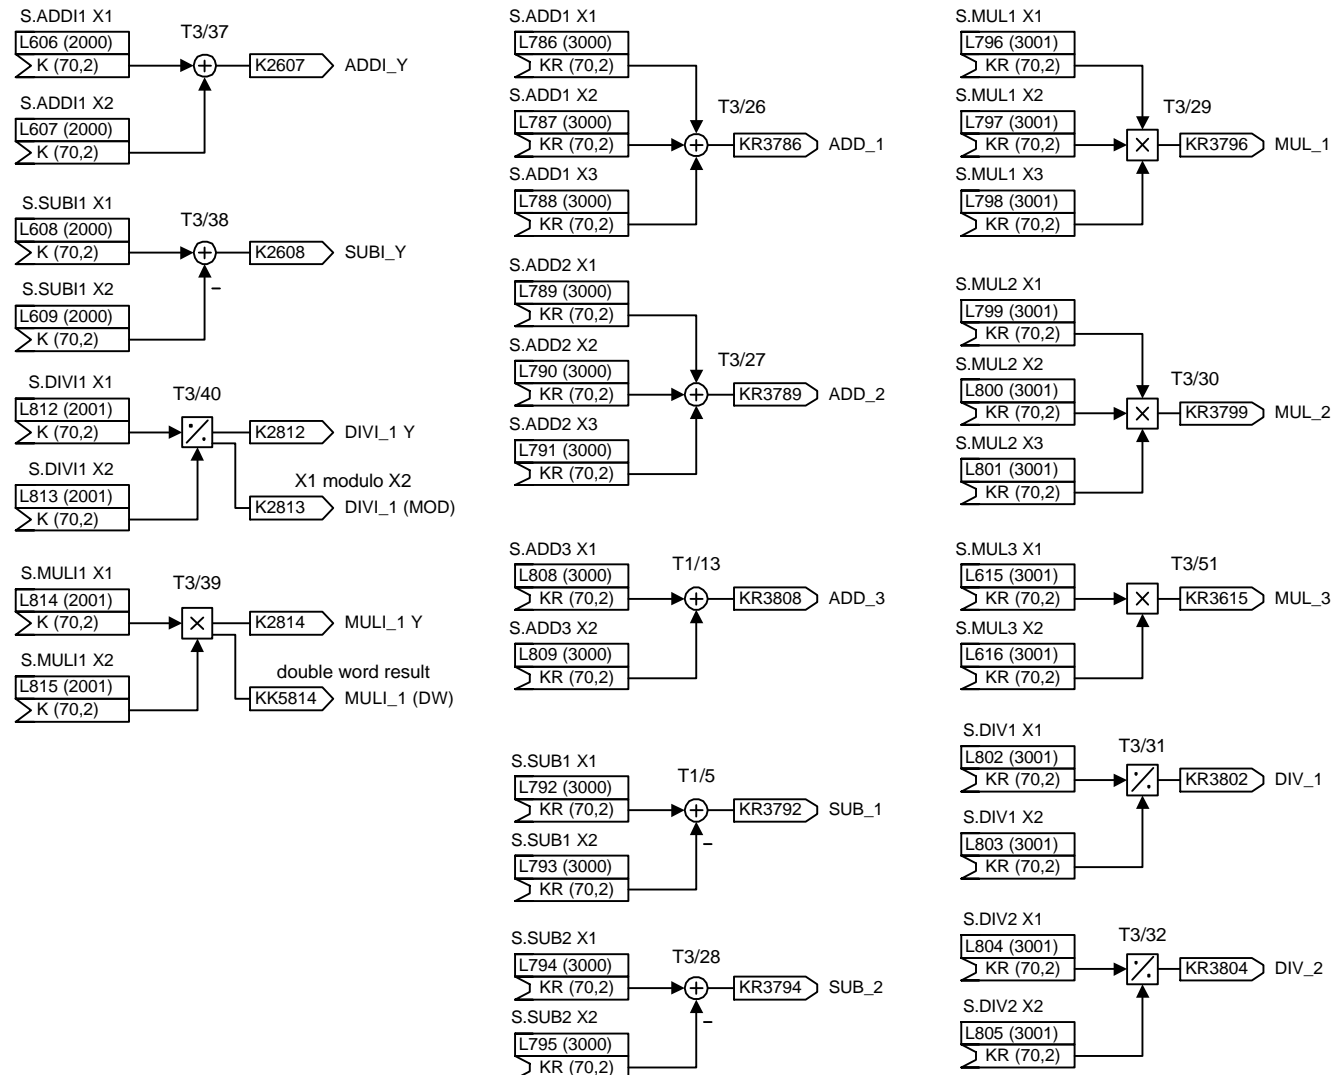 S.ADDI1 X1
T3/37
L606 (2000)
K (70,2)
K2607
ADDI_Y
S.ADDI1 X2
L607 (2000)
K (70,2)
S.SUBI1 X1
T3/38
L608 (2000)
K (70,2)
K2608
SUBI_Y
S.SUBI1 X2
–
L609 (2000)
K (70,2)
S.DIVI1 X1
T3/40
L812 (2001)
K (70,2)
K2812
DIVI_1 Y
S.DIVI1 X2
X1 modulo X2
L813 (2001)
K (70,2)
K2813
DIVI_1 (MOD)
S.MULI1 X1
T3/39
L814 (2001)
K (70,2)
K2814
MULI_1 Y
S.MULI1 X2
double word result
L815 (2001)
K (70,2)
KK5814
MULI_1 (DW)
S.ADD1 X1
L786 (3000)
KR (70,2)
S.ADD1 X2
T3/26
L787 (3000)
KR (70,2)
KR3786
ADD_1
S.ADD1 X3
L788 (3000)
KR (70,2)
S.ADD2 X1
L789 (3000)
KR (70,2)
S.ADD2 X2
T3/27
L790 (3000)
KR (70,2)
KR3789
ADD_2
S.ADD2 X3
L791 (3000)
KR (70,2)
S.ADD3 X1
T1/13
L808 (3000)
KR (70,2)
KR3808
ADD_3
S.ADD3 X2
L809 (3000)
KR (70,2)
S.SUB1 X1
T1/5
L792 (3000)
KR (70,2)
KR3792
SUB_1
S.SUB1 X2
–
L793 (3000)
KR (70,2)
S.SUB2 X1
T3/28
L794 (3000)
KR (70,2)
KR3794
SUB_2
S.SUB2 X2
–
L795 (3000)
KR (70,2)
S.MUL1 X1
L796 (3001)
KR (70,2)
S.MUL1 X2
T3/29
L797 (3001)
KR (70,2)
KR3796
MUL_1
S.MUL1 X3
L798 (3001)
KR (70,2)
S.MUL2 X1
L799 (3001)
KR (70,2)
S.MUL2 X2
T3/30
L800 (3001)
KR (70,2)
KR3799
MUL_2
S.MUL2 X3
L801 (3001)
KR (70,2)
S.MUL3 X1
T3/51
L615 (3001)
KR (70,2)
KR3615
MUL_3
S.MUL3 X2
L616 (3001)
KR (70,2)
S.DIV1 X1
T3/31
L802 (3001)
KR (70,2)
KR3802
DIV_1
S.DIV1 X2
L803 (3001)
KR (70,2)
S.DIV2 X1
T3/32
L804 (3001)
KR (70,2)
KR3804
DIV_2
S.DIV2 X2
L805 (3001)
KR (70,2)